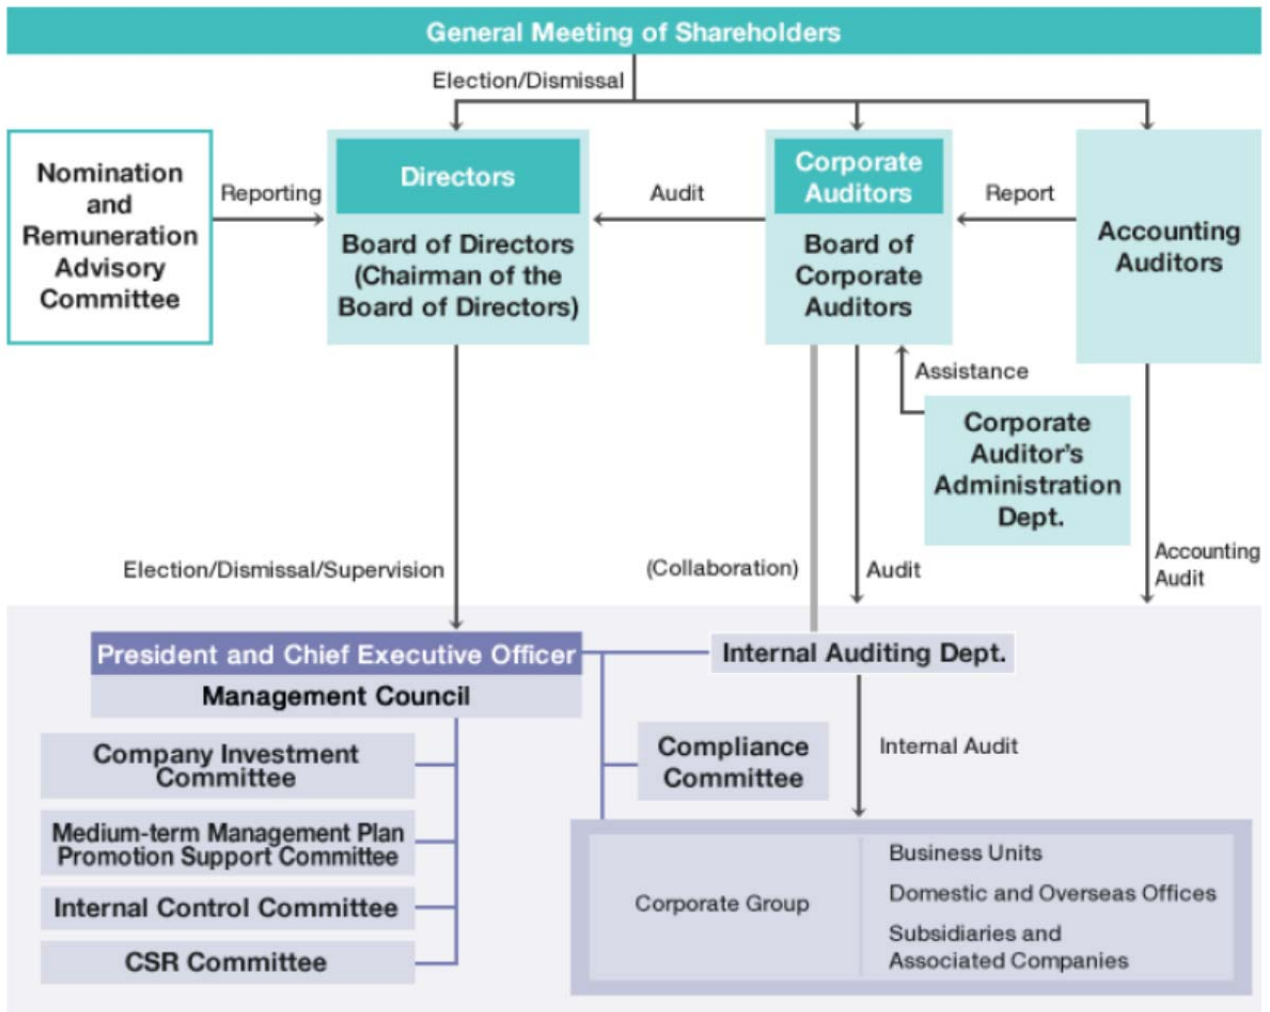 General Meeting of Shareholders
Election/Dismissal
Nomination
and
Remuneration
Advisory
Committee
Reporting
Directors
Board of Directors
(Chairman of the
Board of Directors)
Audit
Corporate
Auditors
Board of
Corporate
Auditors
Report
Accounting
Auditors
Assistance
Corporate
Auditor's
Administration
Dept.
Election/Dismissal/Supervision
(Collaboration)
Audit
Accounting
Audit
President and Chief Executive Officer
Management Council
Internal Auditing Dept.
Company Investment
Committee
Medium-term Management Plan
Promotion Support Committee
Internal Control Committee
CSR Committee
Compliance
Committee
Internal Audit
Corporate Group
Business Units
Domestic and Overseas Offices
Subsidiaries and
Associated Companies